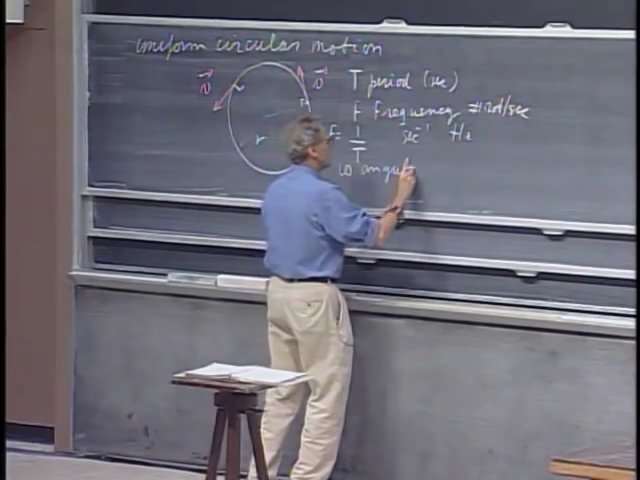 uniform circular motion
v v T period (sec)
r f frequency # rot/sec
r f = 1/T sec⁻¹ Hz
ω angul